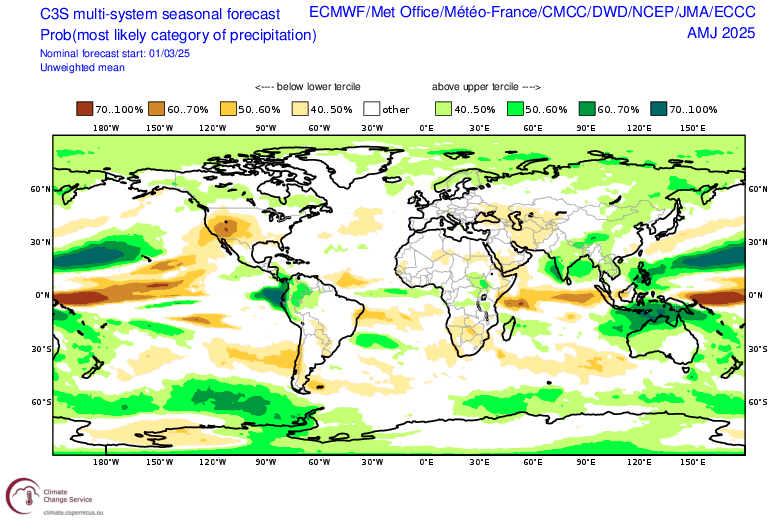 C3S multi-system seasonal forecast ECMWF/Met Office/Météo-France/CMCC/DWD/NCEP/JMA/ECCC
Prob(most likely category of precipitation) AMJ 2025
Nominal forecast start: 01/03/25
Unweighted mean
<---- below lower tercile above upper tercile ---->
70..100% 60..70% 50..60% 40..50% other 40..50% 50..60% 60..70% 70..100%
180°W 150°W 120°W 90°W 60°W 30°W 0°E 30°E 60°E 90°E 120°E 150°E
60°N 60°N
30°N 30°N
0°N 0°N
30°S 30°S
60°S 60°S
180°W 150°W 120°W 90°W 60°W 30°W 0°E 30°E 60°E 90°E 120°E 150°E
Climate
Change Service
climate.copernicus.eu